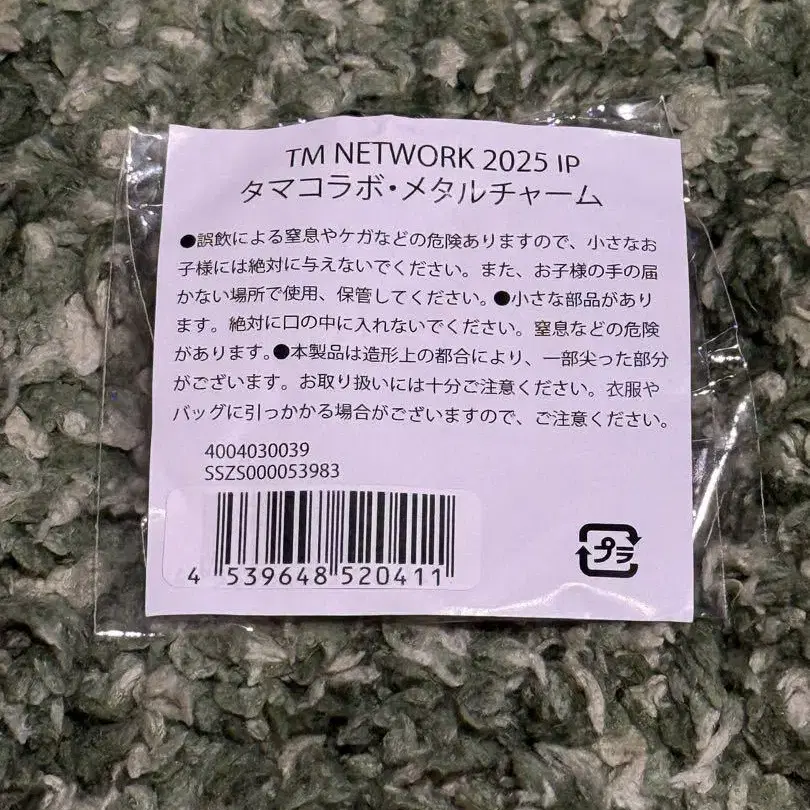 TM NETWORK 2025 IP
タマコラボ・メタルチャーム
●誤飲による窒息やケガなどの危険ありますので、小さなお
子様には絶対に与えないでください。また、お子様の手の届
かない場所で使用、保管してください。●小さな部品があり
ます。絶対に口の中に入れないでください。窒息などの危険
があります。●本製品は造形上の都合により、一部尖った部分
がございます。お取り扱いには十分ご注意ください。衣服や
バッグに引っかかる場合がございますので、ご注意ください。
4004030039
SSZS000053983
4 539648 520411
プラ